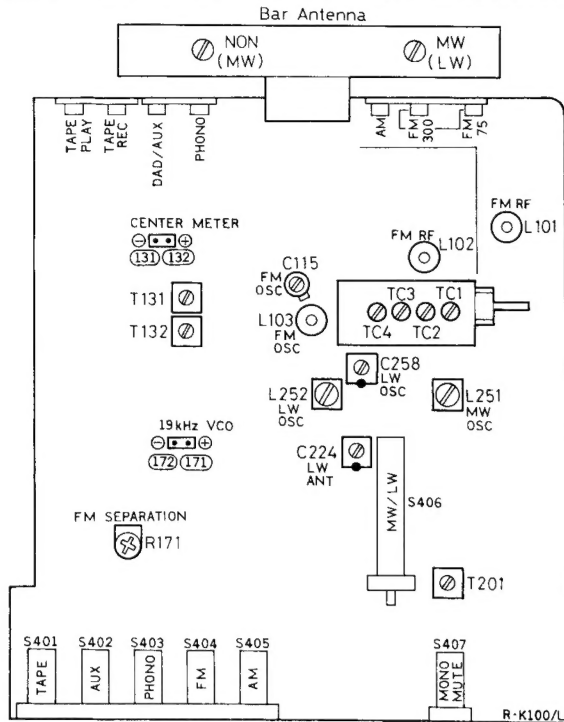 Bar Antenna
NON
(MW)
MW
(LW)
TAPE
PLAY
TAPE
REC
DAD/AUX
PHONO
AM
FM
300
FM
75
FM RF
L101
FM RF
L102
CENTER METER
⊖ ⊕
131 132
C115
FM
OSC
T131
T132
L103
FM
OSC
TC3 TC1
TC4 TC2
C258
LW
OSC
L252
LW
OSC
L251
MW
OSC
19kHz VCO
⊖ ⊕
172 171
C224
LW
ANT
MW/LW
S406
FM SEPARATION
R171
T201
S401 S402 S403 S404 S405 S407
TAPE
AUX
PHONO
FM
AM
MONO
MUTE
R-K100/L